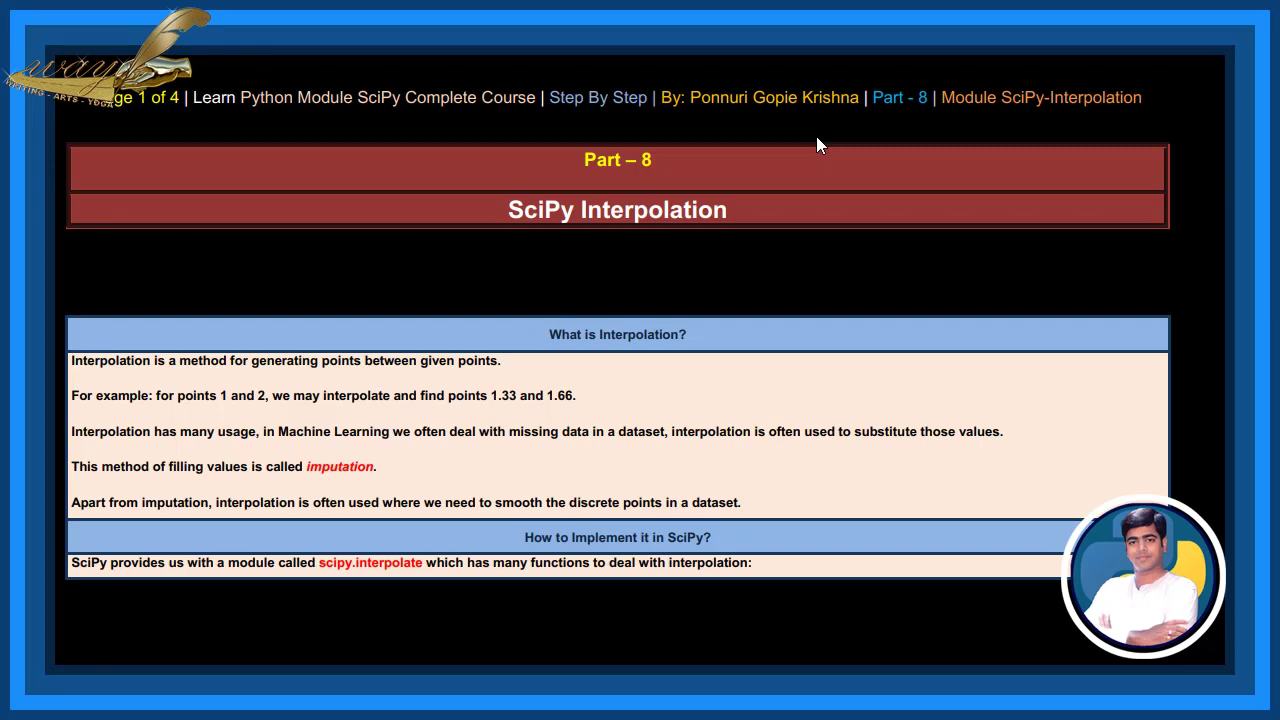 way
WRITING - ARTS - YOGA
ge 1 of 4 | Learn Python Module SciPy Complete Course | Step By Step | By: Ponnuri Gopie Krishna | Part - 8 | Module SciPy-Interpolation
Part – 8
SciPy Interpolation
What is Interpolation?
Interpolation is a method for generating points between given points.
For example: for points 1 and 2, we may interpolate and find points 1.33 and 1.66.
Interpolation has many usage, in Machine Learning we often deal with missing data in a dataset, interpolation is often used to substitute those values.
This method of filling values is called imputation.
Apart from imputation, interpolation is often used where we need to smooth the discrete points in a dataset.
How to Implement it in SciPy?
SciPy provides us with a module called scipy.interpolate which has many functions to deal with interpolation: